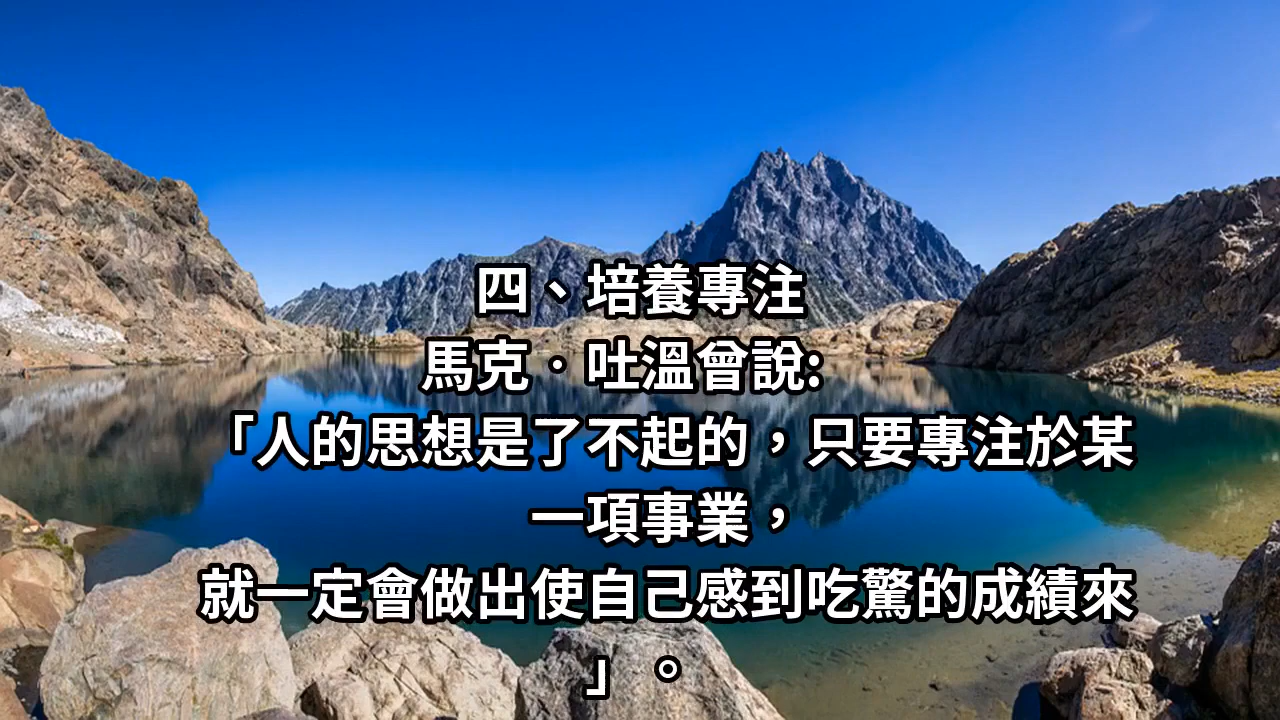 四、培養專注
馬克·吐溫曾說:
「人的思想是了不起的，只要專注於某
一項事業，
就一定會做出使自己感到吃驚的成績來
」。